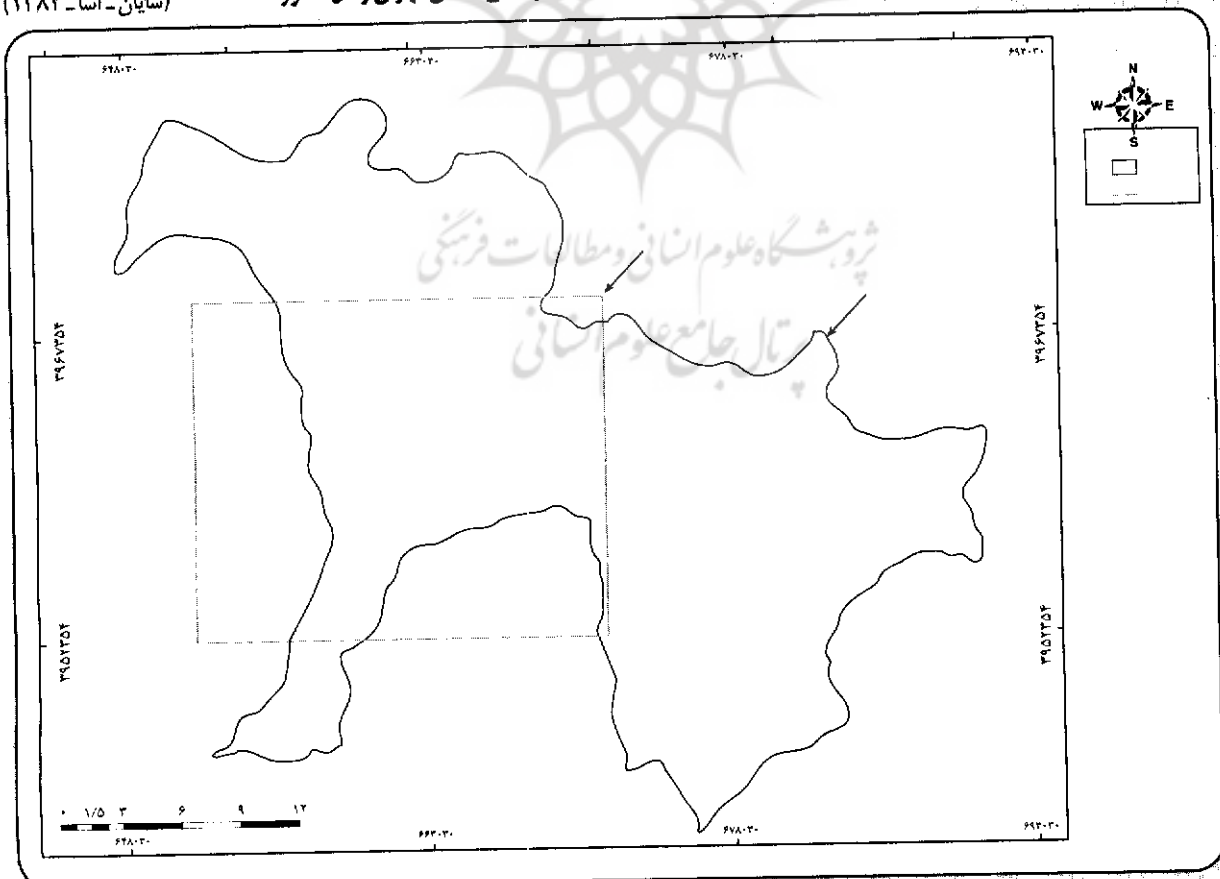 (سایان-آسا-۱۳۸۲)
۶۴۸۰۳۰ ۶۶۳۰۳۰ ۶۷۸۰۳۰ ۶۹۳۰۳۰
N
W E
S
پژوهشگاه علوم انسانی و مطالعات فرهنگی
پرتال جامع علوم انسانی
۳۹۶۷۳۵۴ ۳۹۶۷۳۵۴
۳۹۵۲۳۵۴ ۳۹۵۲۳۵۴
۰ ۱/۵ ۳ ۶ ۹ ۱۲
۶۴۸۰۳۰ ۶۶۳۰۳۰ ۶۷۸۰۳۰ ۶۹۳۰۳۰